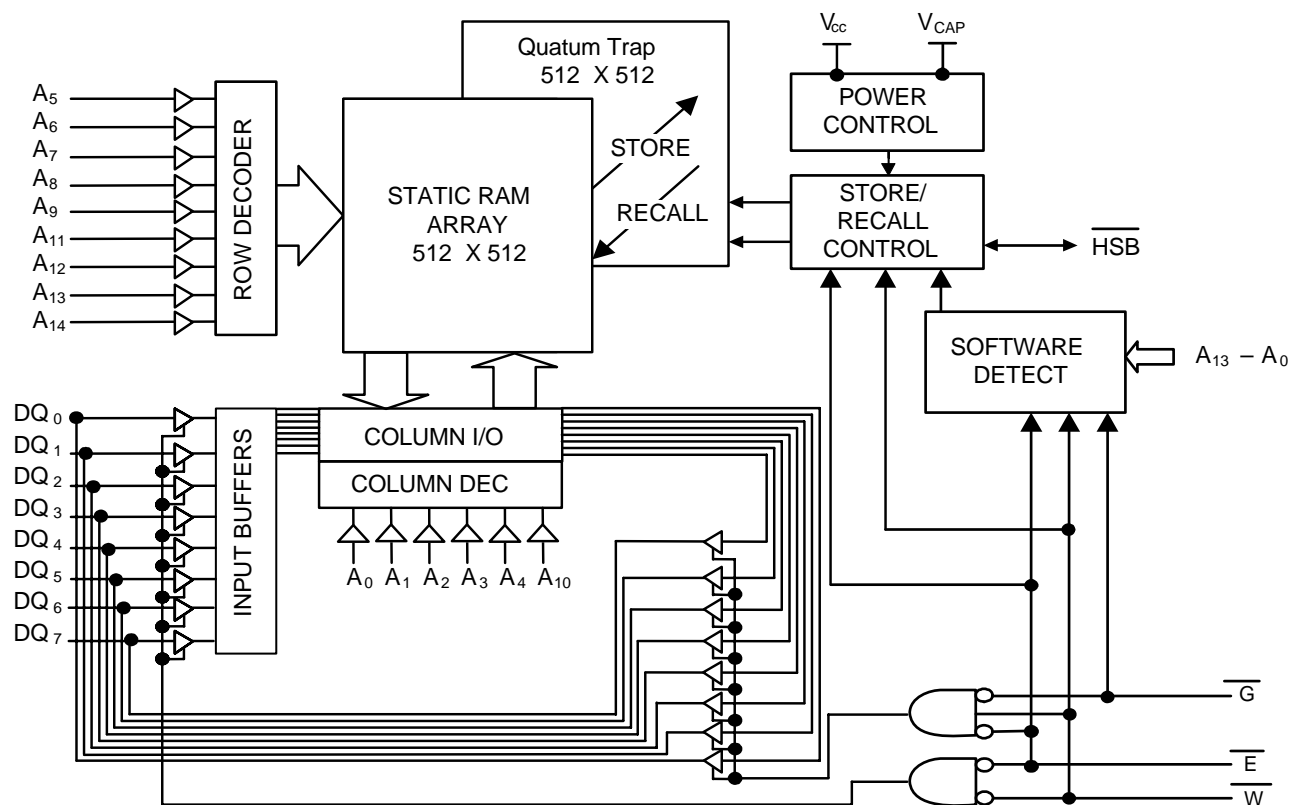 V_cc
V_CAP
Quatum Trap
512 X 512
POWER
CONTROL
A5
A6
A7
A8
A9
A11
A12
A13
A14
ROW DECODER
STORE
RECALL
STATIC RAM
ARRAY
512 X 512
STORE/
RECALL
CONTROL
HSB
SOFTWARE
DETECT
A13 – A0
DQ0
DQ1
DQ2
DQ3
DQ4
DQ5
DQ6
DQ7
INPUT BUFFERS
COLUMN I/O
COLUMN DEC
A0 A1 A2 A3 A4 A10
G
E
W